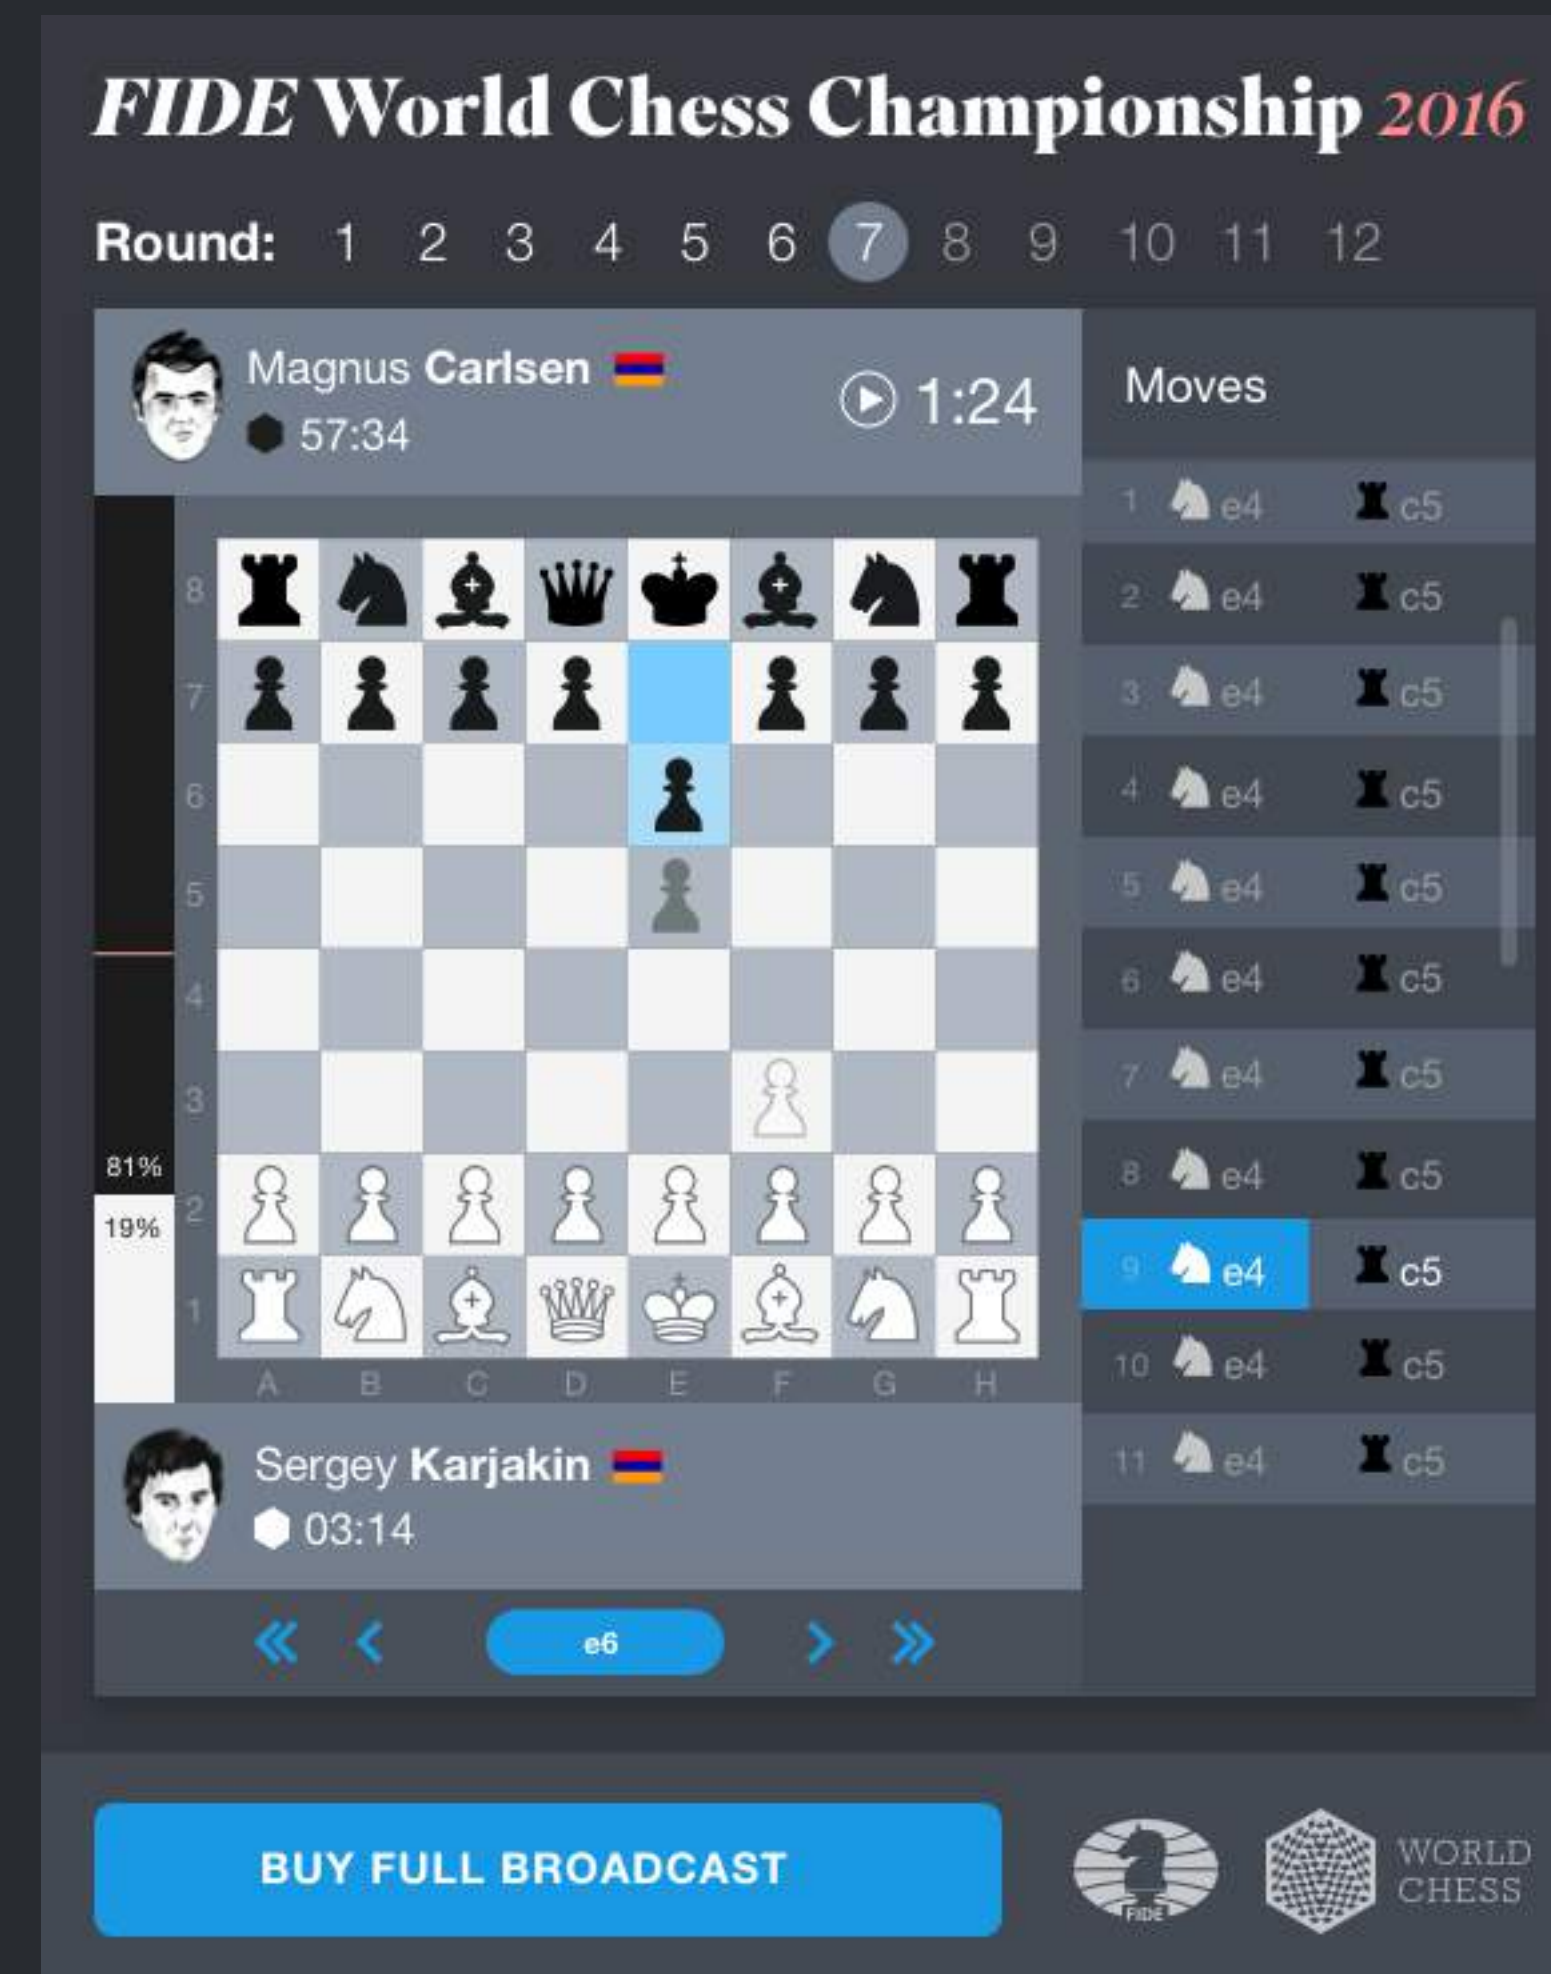 FIDE World Chess Championship 2016
Round: 1 2 3 4 5 6 7 8 9 10 11 12
Magnus Carlsen
57:34
1:24
Moves
1 e4 c5
2 e4 c5
3 e4 c5
4 e4 c5
5 e4 c5
6 e4 c5
7 e4 c5
8 e4 c5
9 e4 c5
10 e4 c5
11 e4 c5
8
7
6
5
4
3
2
1
81%
19%
A B C D E F G H
Sergey Karjakin
03:14
e6
BUY FULL BROADCAST
FIDE
WORLD
CHESS